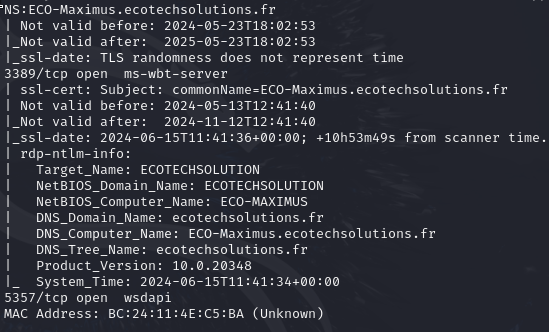 NS:ECO-Maximus.ecotechsolutions.fr
| Not valid before: 2024-05-23T18:02:53
|_Not valid after:  2025-05-23T18:02:53
|_ssl-date: TLS randomness does not represent time
3389/tcp open  ms-wbt-server
| ssl-cert: Subject: commonName=ECO-Maximus.ecotechsolutions.fr
| Not valid before: 2024-05-13T12:41:40
|_Not valid after:  2024-11-12T12:41:40
|_ssl-date: 2024-06-15T11:41:36+00:00; +10h53m49s from scanner time.
| rdp-ntlm-info:
|   Target_Name: ECOTECHSOLUTION
|   NetBIOS_Domain_Name: ECOTECHSOLUTION
|   NetBIOS_Computer_Name: ECO-MAXIMUS
|   DNS_Domain_Name: ecotechsolutions.fr
|   DNS_Computer_Name: ECO-Maximus.ecotechsolutions.fr
|   DNS_Tree_Name: ecotechsolutions.fr
|   Product_Version: 10.0.20348
|_  System_Time: 2024-06-15T11:41:34+00:00
5357/tcp open  wsdapi
MAC Address: BC:24:11:4E:C5:BA (Unknown)